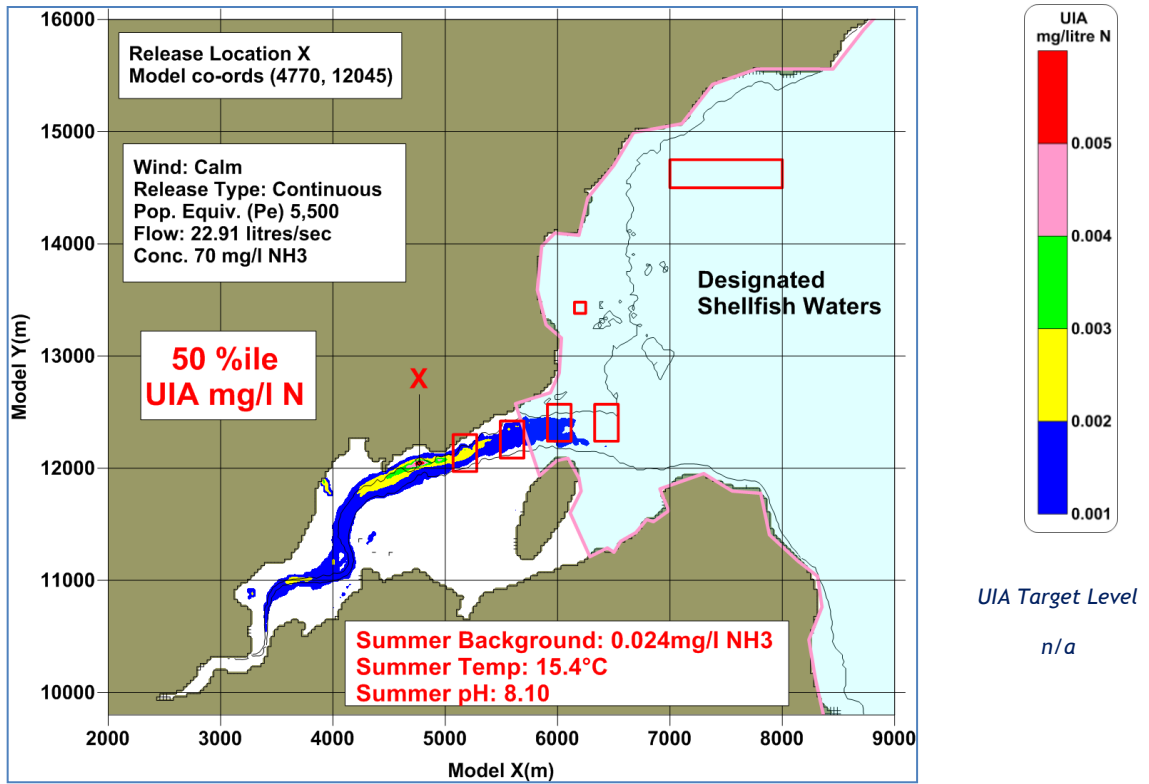 Release Location X
Model co-ords (4770, 12045)
Wind: Calm
Release Type: Continuous
Pop. Equiv. (Pe) 5,500
Flow: 22.91 litres/sec
Conc. 70 mg/l NH3
50 %ile
UIA mg/l N
X
Designated
Shellfish Waters
Summer Background: 0.024mg/l NH3
Summer Temp: 15.4°C
Summer pH: 8.10
Model Y(m)
16000
15000
14000
13000
12000
11000
10000
2000 3000 4000 5000 6000 7000 8000 9000
Model X(m)
UIA
mg/litre N
0.005
0.004
0.003
0.002
0.001
UIA Target Level
n/a